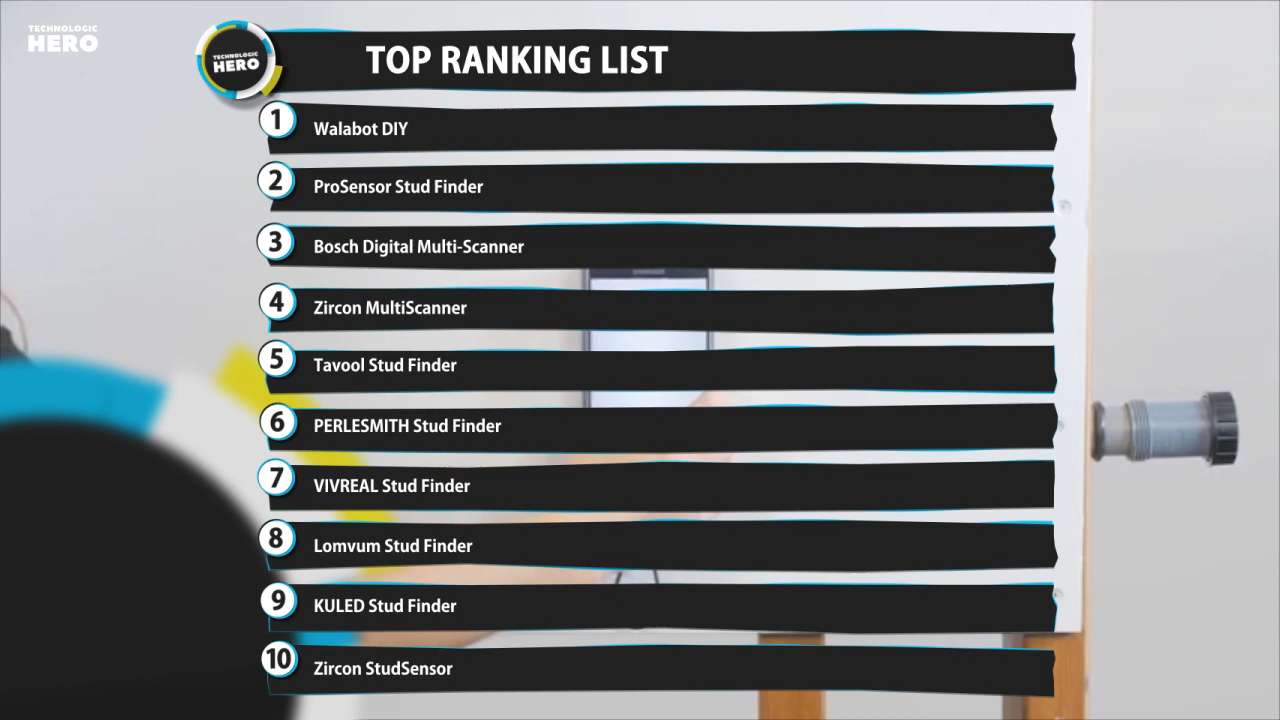 TECHNOLOGIC
HERO
TECHNOLOGIC
HERO
TOP RANKING LIST
1
Walabot DIY
2
ProSensor Stud Finder
3
Bosch Digital Multi-Scanner
4
Zircon MultiScanner
5
Tavool Stud Finder
6
PERLESMITH Stud Finder
7
VIVREAL Stud Finder
8
Lomvum Stud Finder
9
KULED Stud Finder
10
Zircon StudSensor